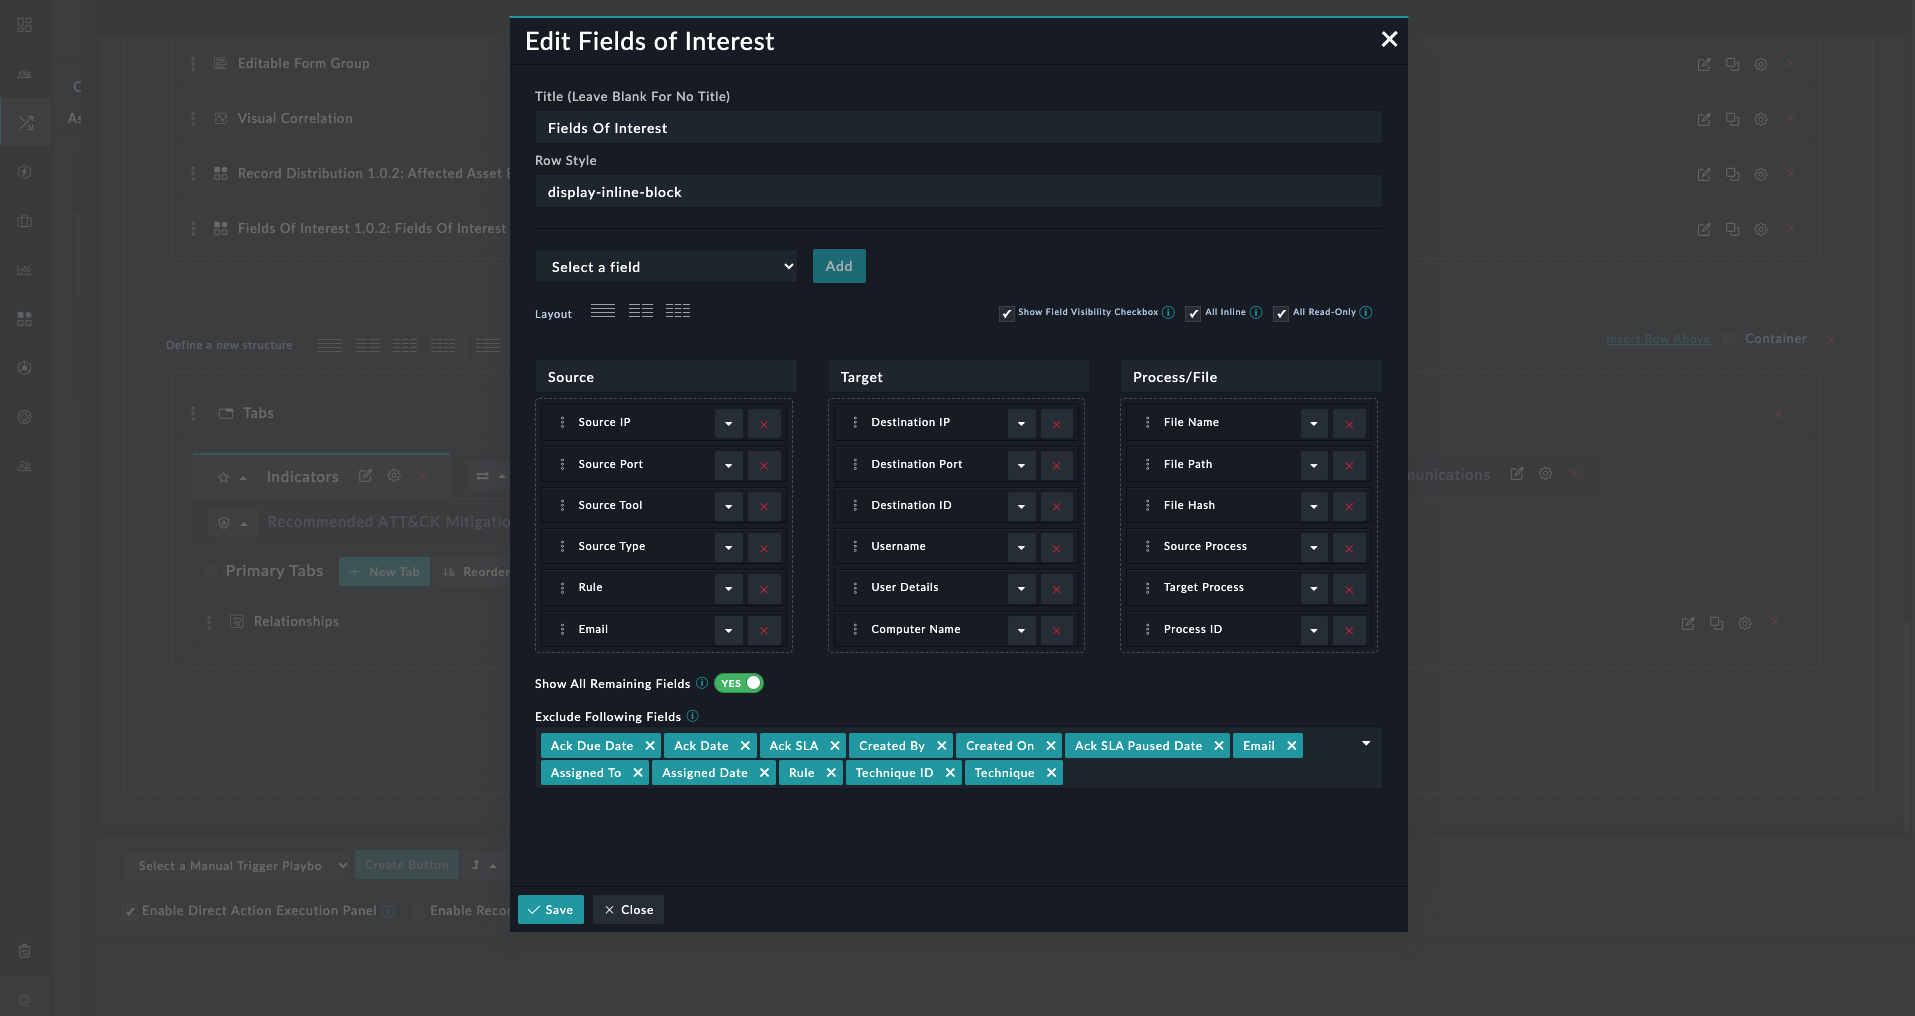 Edit Fields of Interest
Title (Leave Blank For No Title)
Fields Of Interest
Row Style
display-inline-block
Select a field
Add
Layout
Show Field Visibility Checkbox
All Inline
All Read-Only
Source
Source IP
Source Port
Source Tool
Source Type
Rule
Email
Target
Destination IP
Destination Port
Destination ID
Username
User Details
Computer Name
Process/File
File Name
File Path
File Hash
Source Process
Target Process
Process ID
Show All Remaining Fields YES
Exclude Following Fields
Ack Due Date Ack Date Ack SLA Created By Created On Ack SLA Paused Date Email
Assigned To Assigned Date Rule Technique ID Technique
Save
Close
Editable Form Group
Visual Correlation
Record Distribution 1.0.2: Affected Asset
Fields Of Interest 1.0.2: Fields Of Interest
Define a new structure
Insert Row Above
Container
Tabs
Indicators
munications
Recommended ATT&CK Mitigatio
Primary Tabs
New Tab
Reorder
Relationships
Select a Manual Trigger Playbo
Create Button
Enable Direct Action Execution Panel
Enable Reco